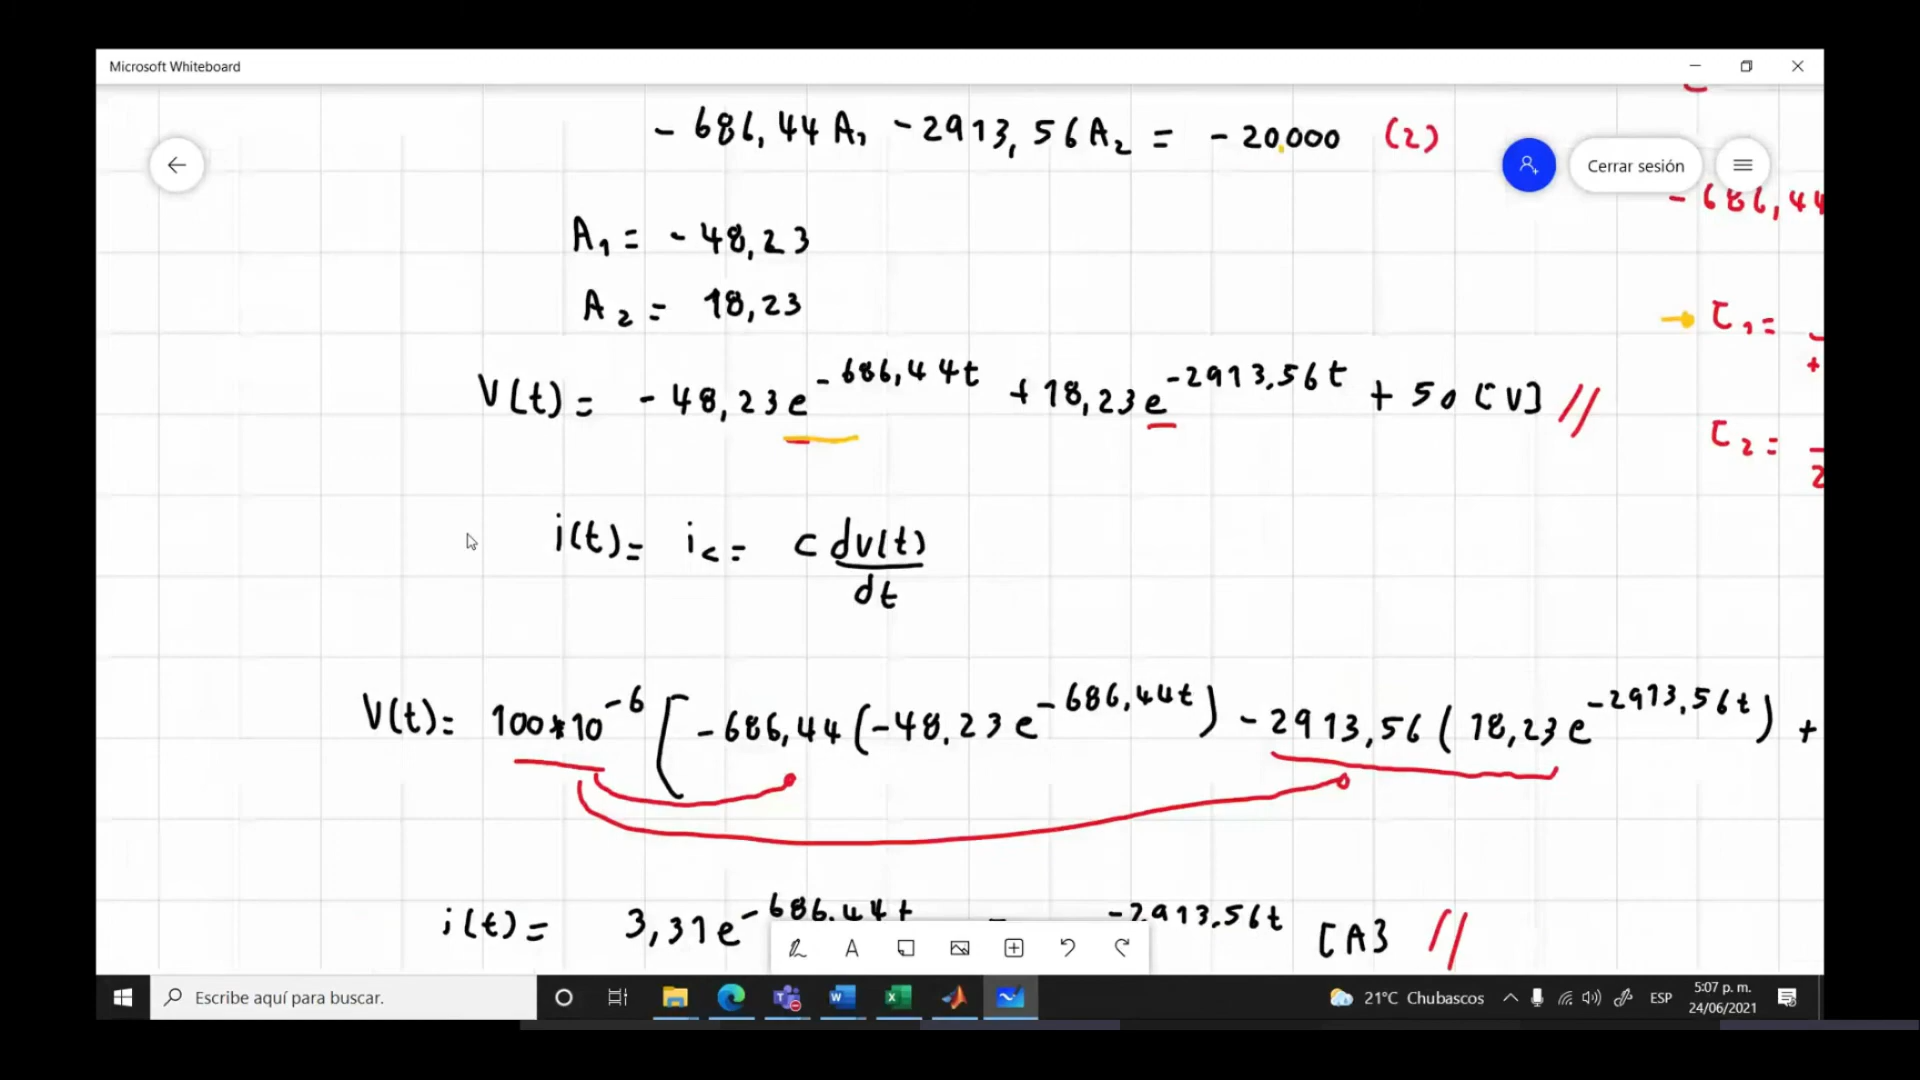 Microsoft Whiteboard
- 686,44 A₁ - 2913,56 A₂ = - 20.000 (2)
Cerrar sesión
- 686,44
A₁ = - 48,23
A₂ = 18,23
τ₁ =
V(t) = - 48,23 e^-686,44t + 18,23 e^-2913,56t + 50 [V] //
τ₂ =
2
i(t) = i꜀ = C dv(t)/dt
V(t) = 100*10^-6 [ -686,44 (-48,23 e^-686,44t) - 2913,56 ( 18,23 e^-2913,56t) +
i(t) = 3,31 e^-686,44t - ^-2913,56t [A] //
Escribe aquí para buscar.
21°C Chubascos
ESP
5:07 p. m.
24/06/2021